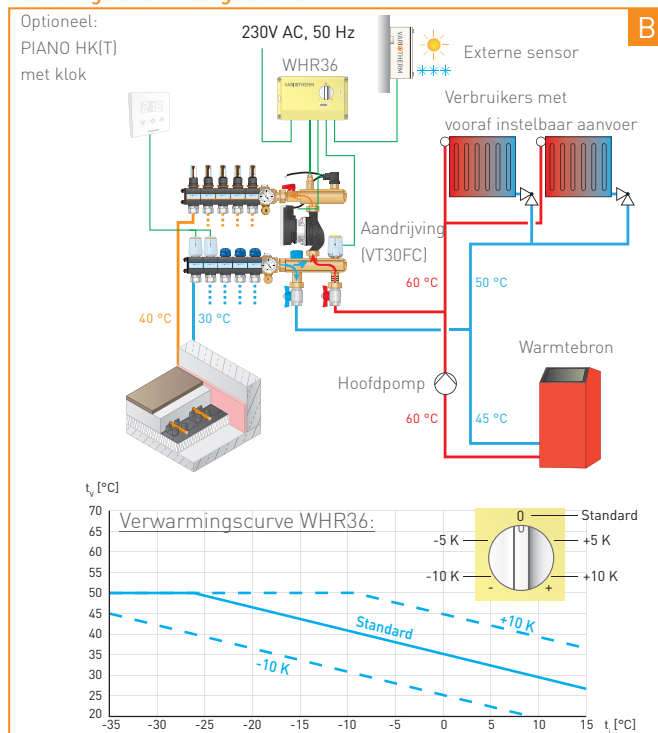 B
Optioneel:
PIANO HK(T)
met klok
230V AC, 50 Hz
WHR36
VARIOTHERM
VARIOTHERM
Externe sensor
Verbruikers met
vooraf instelbaar aanvoer
Aandrijving
(VT30FC)
60 °C
50 °C
40 °C
30 °C
Warmtebron
Hoofdpomp
60 °C
45 °C
tv [°C]
Verwarmingscurve WHR36:
0
Standard
-5 K
+5 K
-10 K
+10 K
-
+
70
65
60
55
50
45
40
35
30
25
20
Standard
+10 K
-10 K
-35
-30
-25
-20
-15
-10
-5
0
5
10
15
[°C]